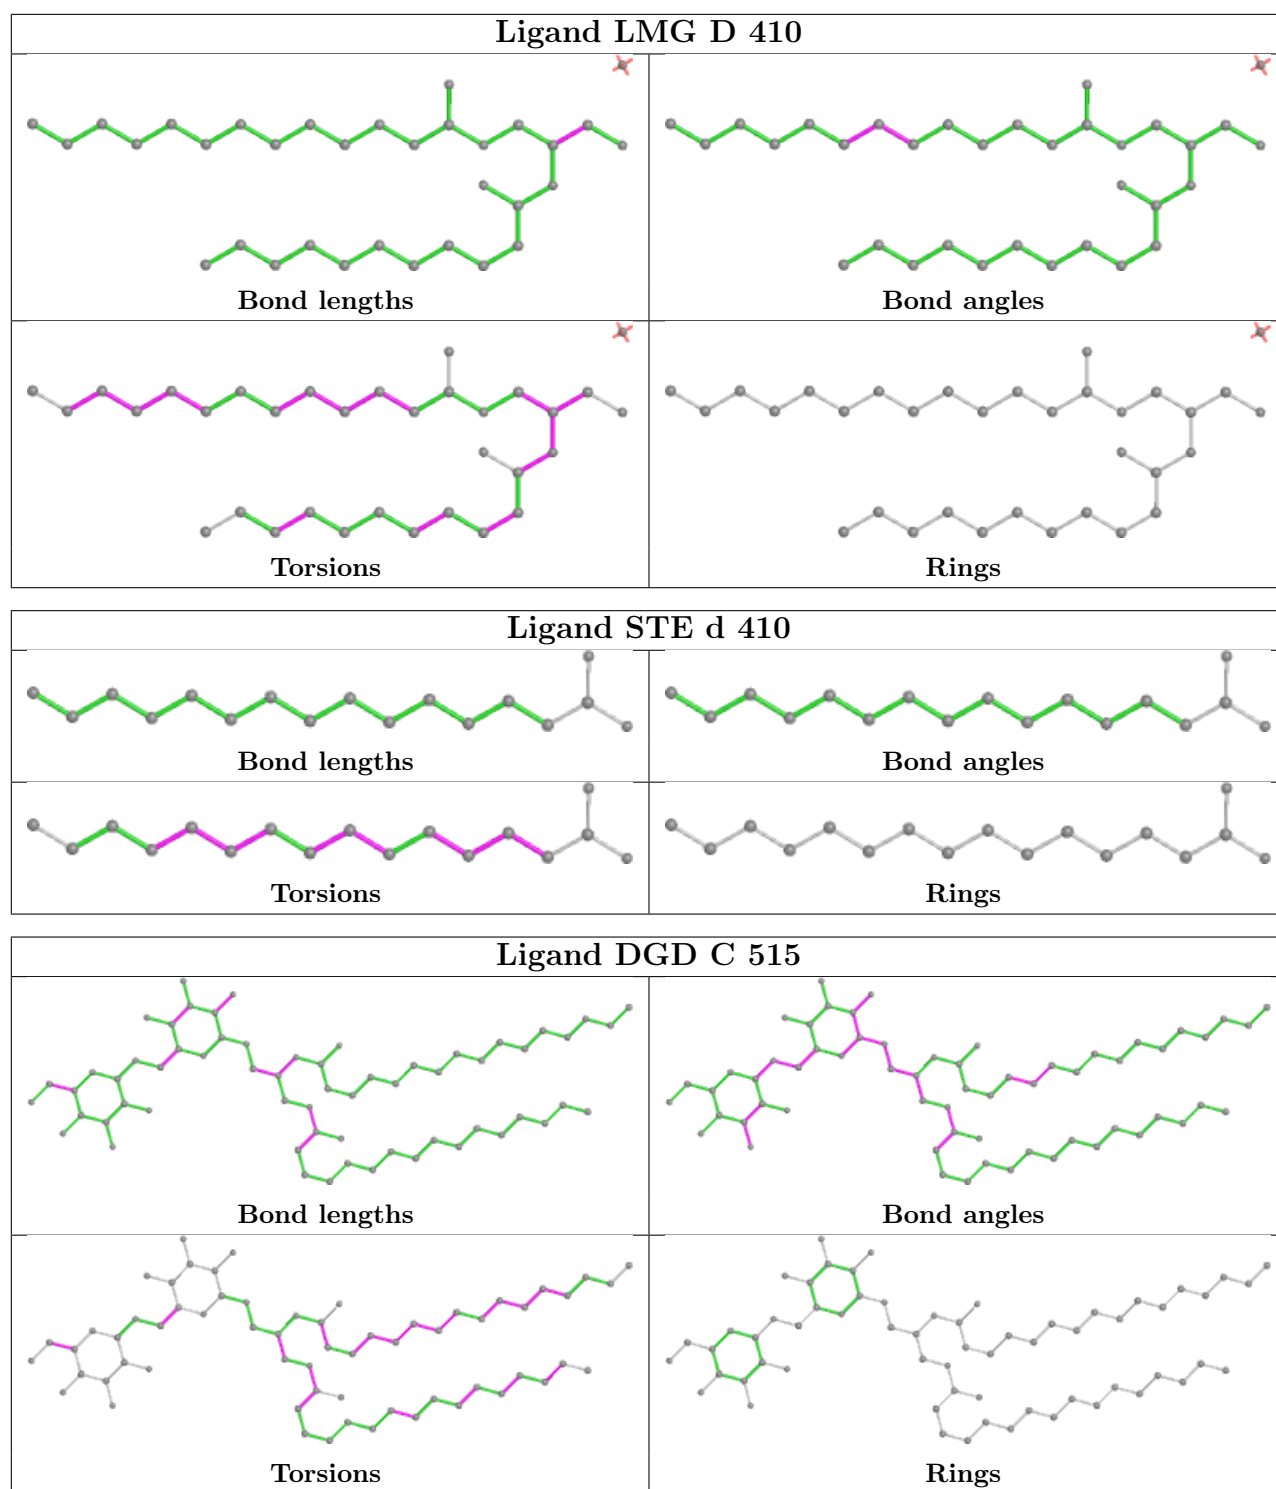 Ligand LMG D 410
Bond lengths
Bond angles
Torsions
Rings
Ligand STE d 410
Bond lengths
Bond angles
Torsions
Rings
Ligand DGD C 515
Bond lengths
Bond angles
Torsions
Rings